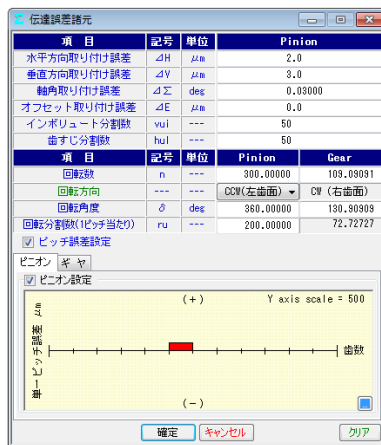 伝達誤差諸元
項 目 記号 単位 Pinion
水平方向取り付け誤差 ⊿H μm 2.0
垂直方向取り付け誤差 ⊿V μm 3.0
軸角取り付け誤差 ⊿Σ deg 0.03000
オフセット取り付け誤差 ⊿E μm 0.0
インボリュート分割数 vui --- 50
歯すじ分割数 hul --- 50
項 目 記号 単位 Pinion Gear
回転数 n --- 300.00000 109.09091
回転方向 --- --- CCW(左歯面) CW (右歯面)
回転角度 δ deg 360.00000 130.90909
回転分割数(1ピッチ当たり) ru --- 200.00000 72.72727
ピッチ誤差設定
ピニオン ギ ヤ
ピニオン設定
(+) Y axis scale = 500
単一ピッチ誤差 μm
歯数
(-)
確定 キャンセル クリア